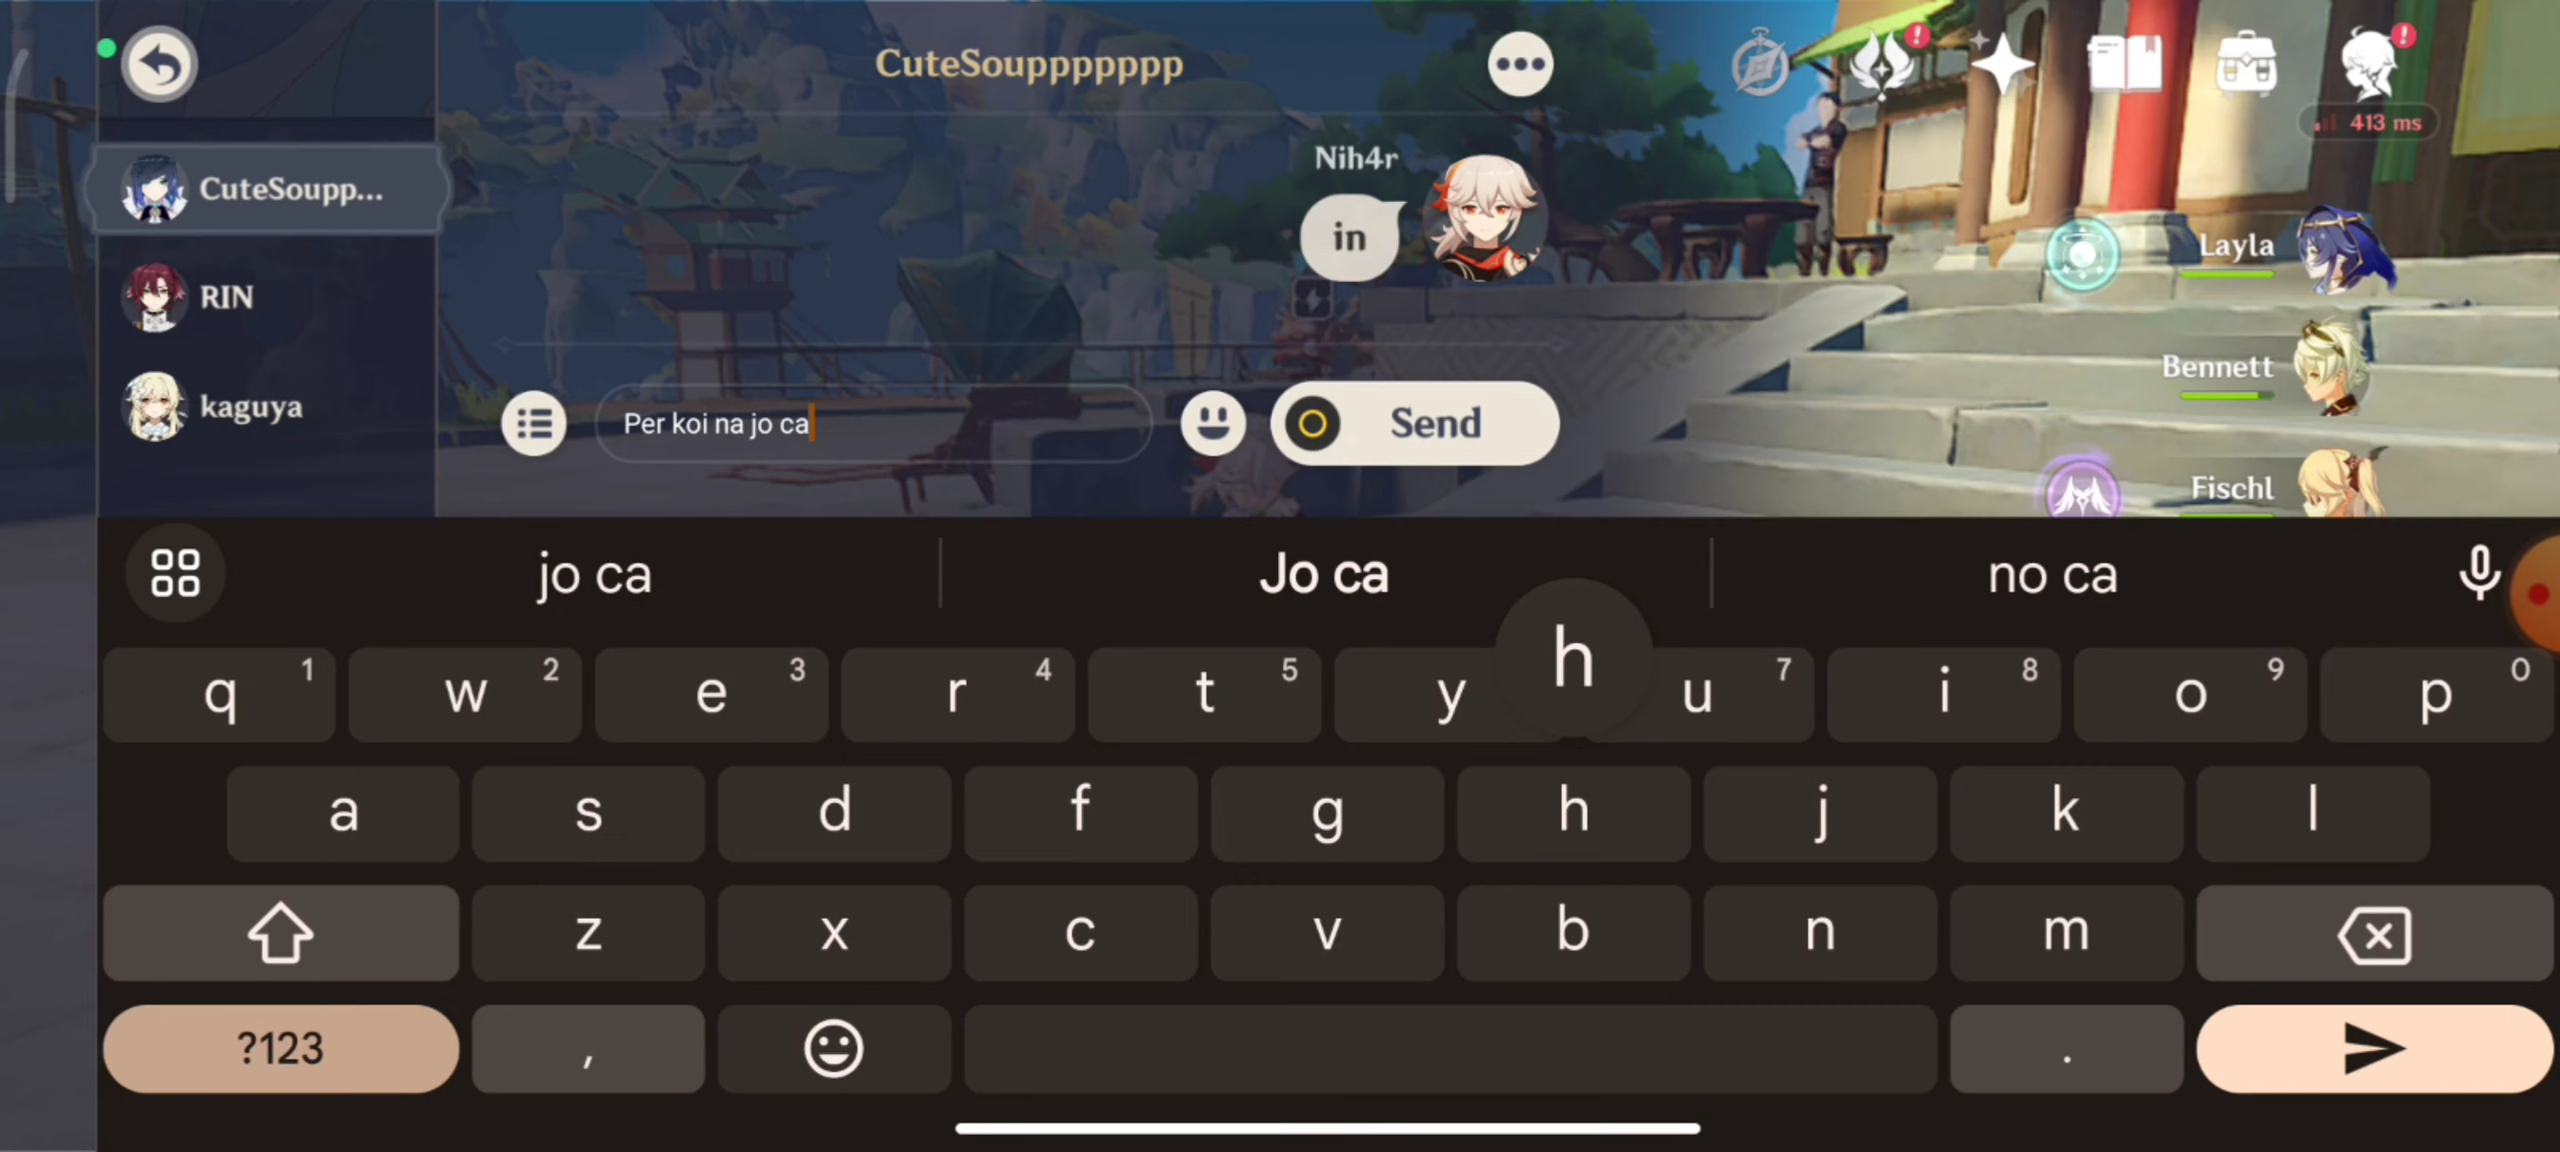 CuteSouppppppp
413 ms
Nih4r
in
CuteSoupp...
RIN
kaguya
Layla
Bennett
Fischl
Per koi na jo ca
Send
jo ca
Jo ca
no ca
h
q 1 w 2 e 3 r 4 t 5 y u 7 i 8 o 9 p 0
a s d f g h j k l
z x c v b n m
?123 , .